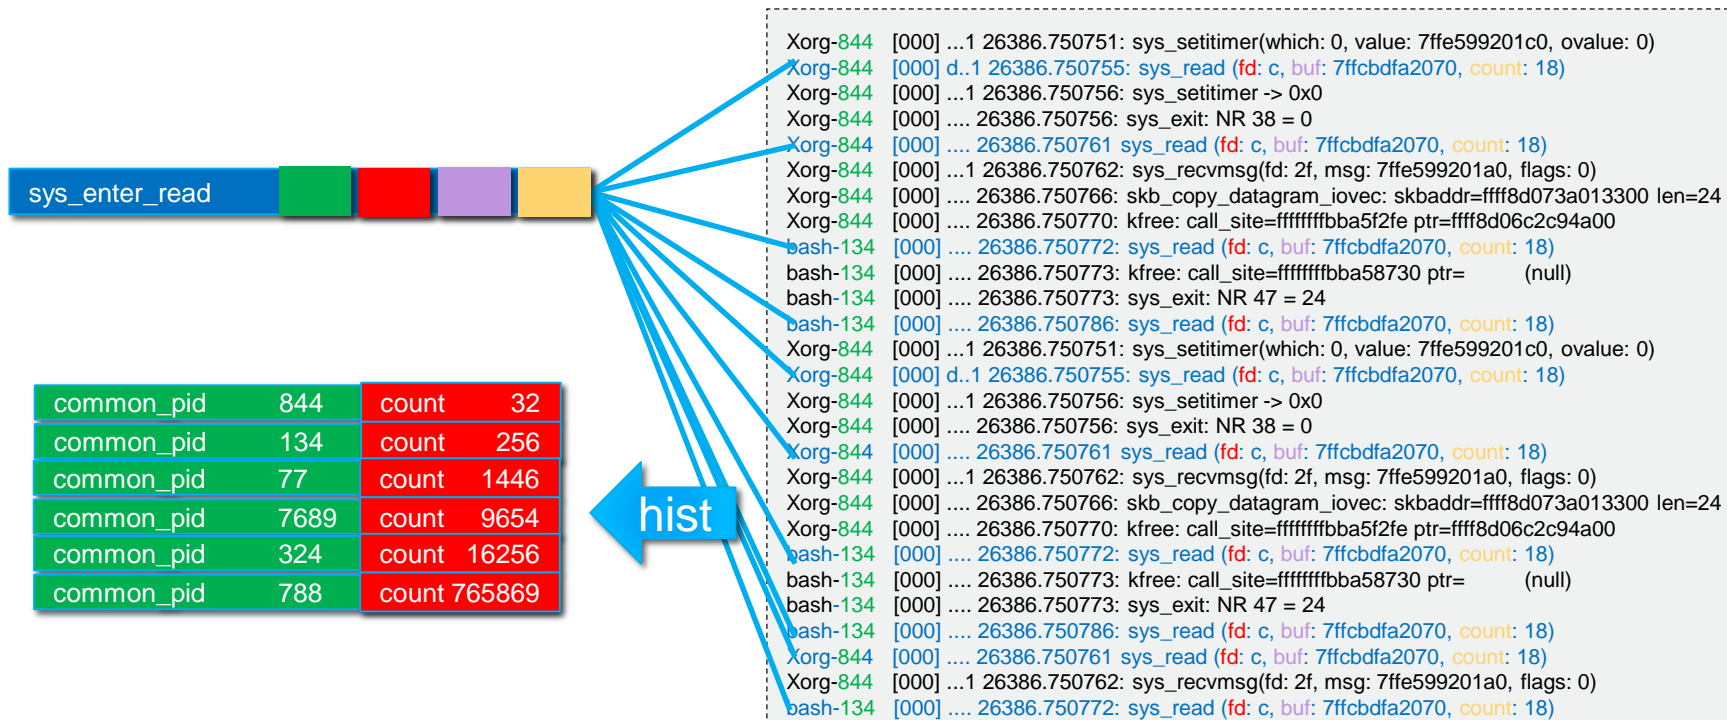 sys_enter_read
common_pid 844 count 32
common_pid 134 count 256
common_pid 77 count 1446
common_pid 7689 count 9654
common_pid 324 count 16256
common_pid 788 count 765869
hist
Xorg-844 [000] ...1 26386.750751: sys_setitimer(which: 0, value: 7ffe599201c0, ovalue: 0)
Xorg-844 [000] d..1 26386.750755: sys_read (fd: c, buf: 7ffcbdfa2070, count: 18)
Xorg-844 [000] ...1 26386.750756: sys_setitimer -> 0x0
Xorg-844 [000] .... 26386.750756: sys_exit: NR 38 = 0
Xorg-844 [000] .... 26386.750761 sys_read (fd: c, buf: 7ffcbdfa2070, count: 18)
Xorg-844 [000] ...1 26386.750762: sys_recvmsg(fd: 2f, msg: 7ffe599201a0, flags: 0)
Xorg-844 [000] .... 26386.750766: skb_copy_datagram_iovec: skbaddr=ffff8d073a013300 len=24
Xorg-844 [000] .... 26386.750770: kfree: call_site=ffffffffbba5f2fe ptr=ffff8d06c2c94a00
bash-134 [000] .... 26386.750772: sys_read (fd: c, buf: 7ffcbdfa2070, count: 18)
bash-134 [000] .... 26386.750773: kfree: call_site=ffffffffbba58730 ptr= (null)
bash-134 [000] .... 26386.750773: sys_exit: NR 47 = 24
bash-134 [000] .... 26386.750786: sys_read (fd: c, buf: 7ffcbdfa2070, count: 18)
Xorg-844 [000] ...1 26386.750751: sys_setitimer(which: 0, value: 7ffe599201c0, ovalue: 0)
Xorg-844 [000] d..1 26386.750755: sys_read (fd: c, buf: 7ffcbdfa2070, count: 18)
Xorg-844 [000] ...1 26386.750756: sys_setitimer -> 0x0
Xorg-844 [000] .... 26386.750756: sys_exit: NR 38 = 0
Xorg-844 [000] .... 26386.750761 sys_read (fd: c, buf: 7ffcbdfa2070, count: 18)
Xorg-844 [000] ...1 26386.750762: sys_recvmsg(fd: 2f, msg: 7ffe599201a0, flags: 0)
Xorg-844 [000] .... 26386.750766: skb_copy_datagram_iovec: skbaddr=ffff8d073a013300 len=24
Xorg-844 [000] .... 26386.750770: kfree: call_site=ffffffffbba5f2fe ptr=ffff8d06c2c94a00
bash-134 [000] .... 26386.750772: sys_read (fd: c, buf: 7ffcbdfa2070, count: 18)
bash-134 [000] .... 26386.750773: kfree: call_site=ffffffffbba58730 ptr= (null)
bash-134 [000] .... 26386.750773: sys_exit: NR 47 = 24
bash-134 [000] .... 26386.750786: sys_read (fd: c, buf: 7ffcbdfa2070, count: 18)
Xorg-844 [000] .... 26386.750761 sys_read (fd: c, buf: 7ffcbdfa2070, count: 18)
Xorg-844 [000] ...1 26386.750762: sys_recvmsg(fd: 2f, msg: 7ffe599201a0, flags: 0)
bash-134 [000] .... 26386.750772: sys_read (fd: c, buf: 7ffcbdfa2070, count: 18)